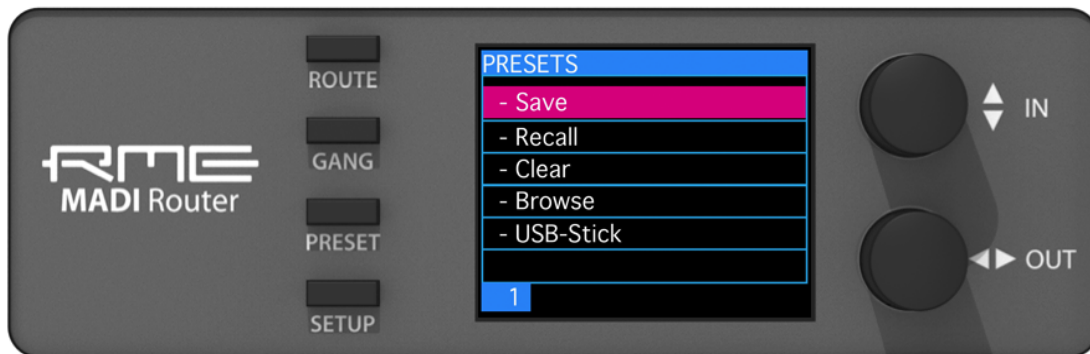 RME
MADI Router
ROUTE
GANG
PRESET
SETUP
PRESETS
- Save
- Recall
- Clear
- Browse
- USB-Stick
1
IN
OUT